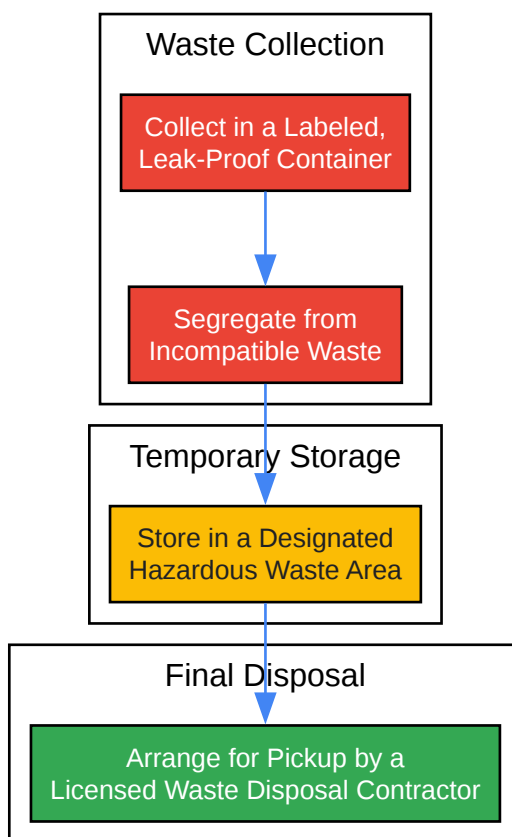 Waste Collection
Collect in a Labeled,
Leak-Proof Container
Segregate from
Incompatible Waste
Temporary Storage
Store in a Designated
Hazardous Waste Area
Final Disposal
Arrange for Pickup by a
Licensed Waste Disposal Contractor